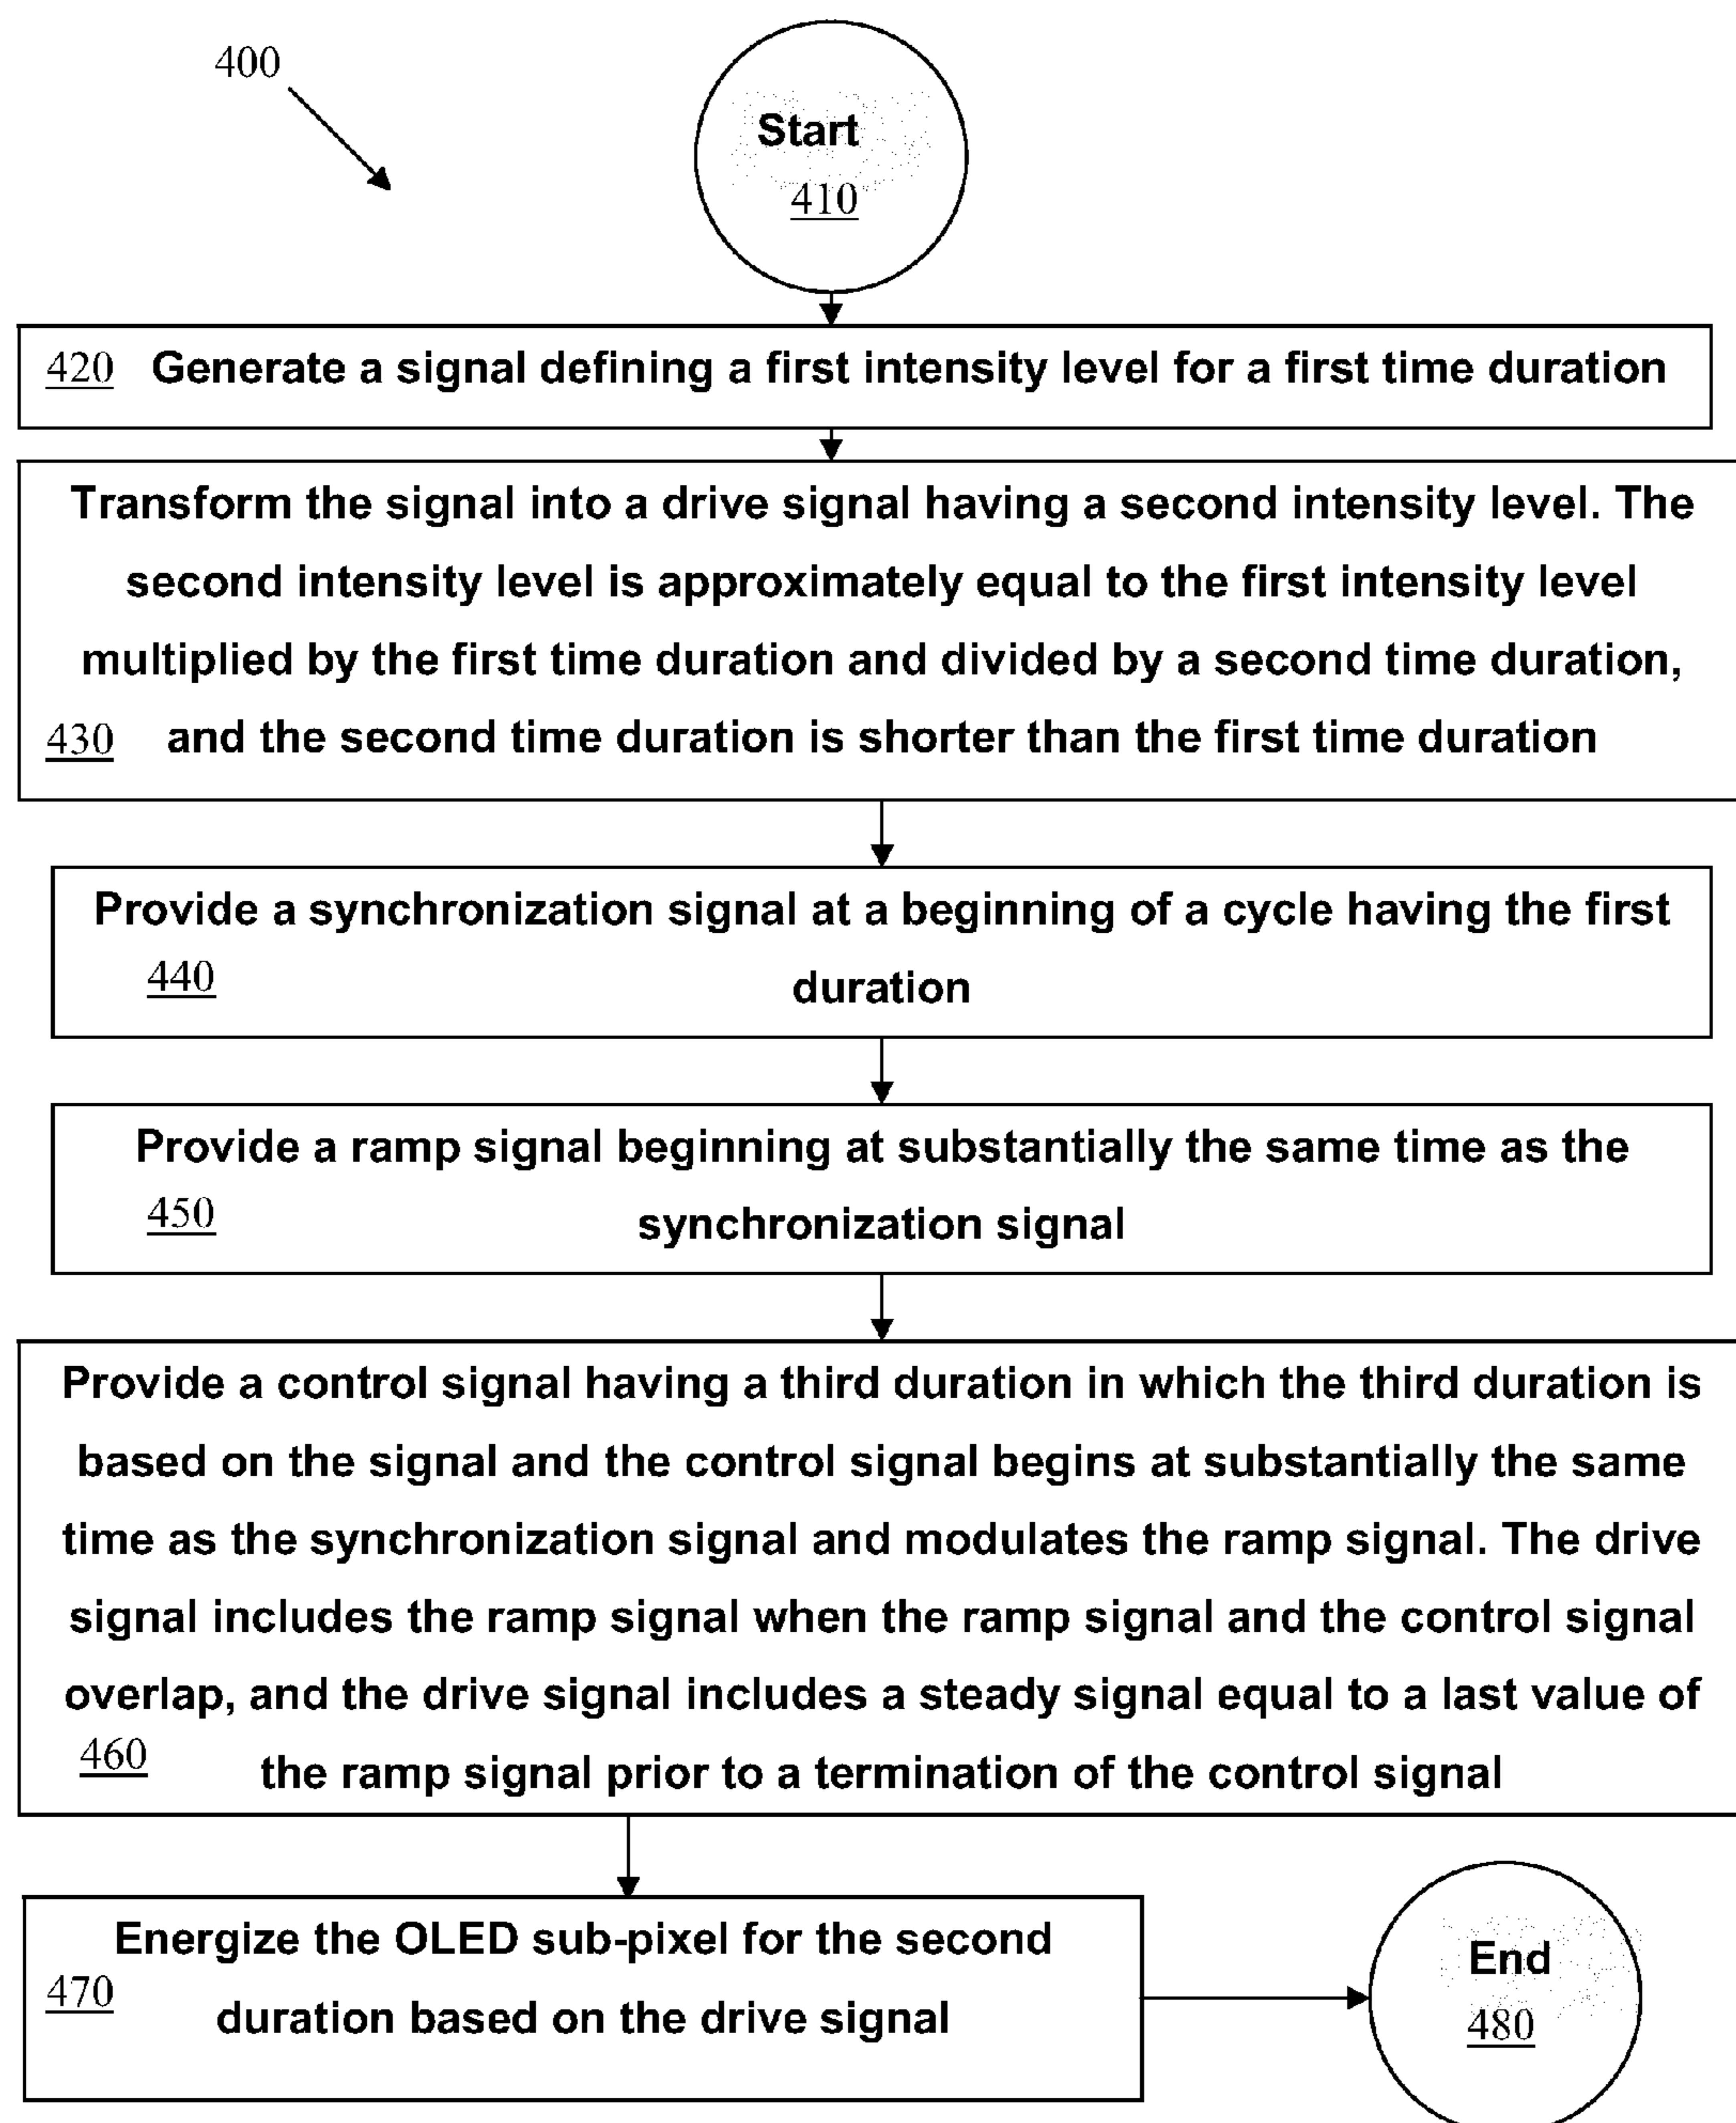 400
Start
410
420 Generate a signal defining a first intensity level for a first time duration
Transform the signal into a drive signal having a second intensity level. The
second intensity level is approximately equal to the first intensity level
multiplied by the first time duration and divided by a second time duration,
430 and the second time duration is shorter than the first time duration
Provide a synchronization signal at a beginning of a cycle having the first
440 duration
Provide a ramp signal beginning at substantially the same time as the
450 synchronization signal
Provide a control signal having a third duration in which the third duration is
based on the signal and the control signal begins at substantially the same
time as the synchronization signal and modulates the ramp signal. The drive
signal includes the ramp signal when the ramp signal and the control signal
overlap, and the drive signal includes a steady signal equal to a last value of
460 the ramp signal prior to a termination of the control signal
Energize the OLED sub-pixel for the second
470 duration based on the drive signal
End
480